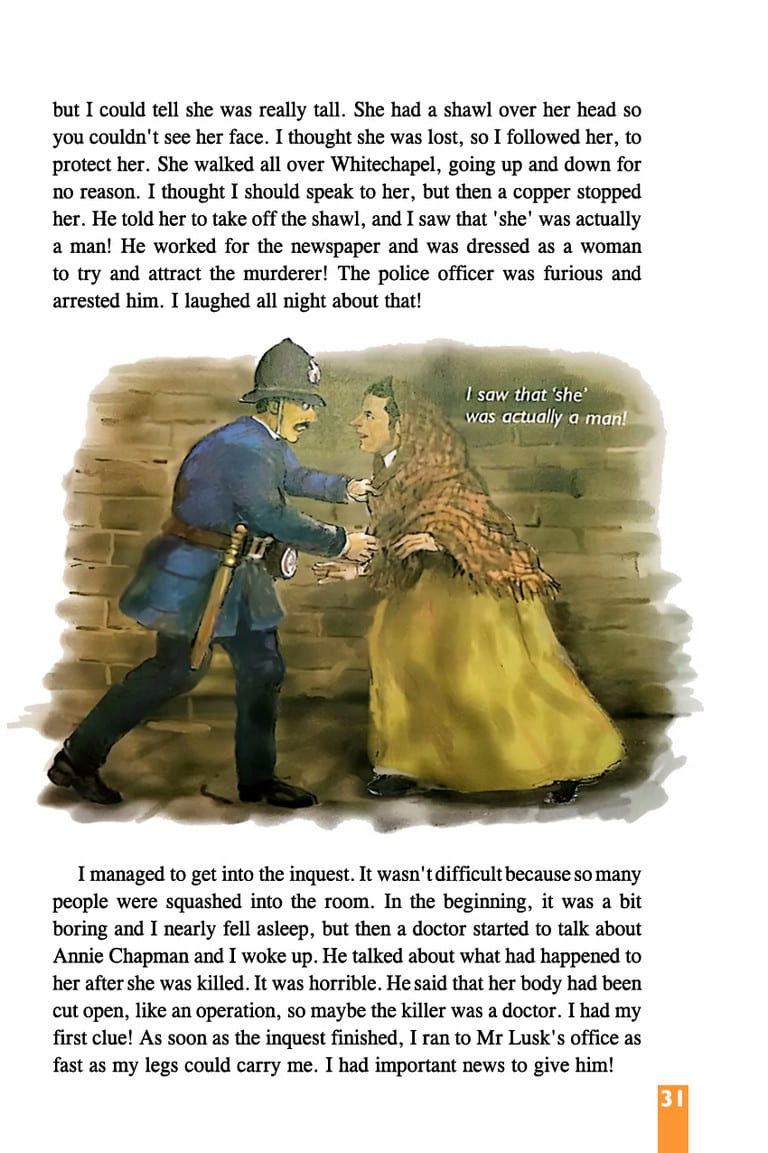 but I could tell she was really tall. She had a shawl over her head so
you couldn't see her face. I thought she was lost, so I followed her, to
protect her. She walked all over Whitechapel, going up and down for
no reason. I thought I should speak to her, but then a copper stopped
her. He told her to take off the shawl, and I saw that 'she' was actually
a man! He worked for the newspaper and was dressed as a woman
to try and attract the murderer! The police officer was furious and
arrested him. I laughed all night about that!
I saw that 'she'
was actually a man!
I managed to get into the inquest. It wasn't difficult because so many
people were squashed into the room. In the beginning, it was a bit
boring and I nearly fell asleep, but then a doctor started to talk about
Annie Chapman and I woke up. He talked about what had happened to
her after she was killed. It was horrible. He said that her body had been
cut open, like an operation, so maybe the killer was a doctor. I had my
first clue! As soon as the inquest finished, I ran to Mr Lusk's office as
fast as my legs could carry me. I had important news to give him!
31